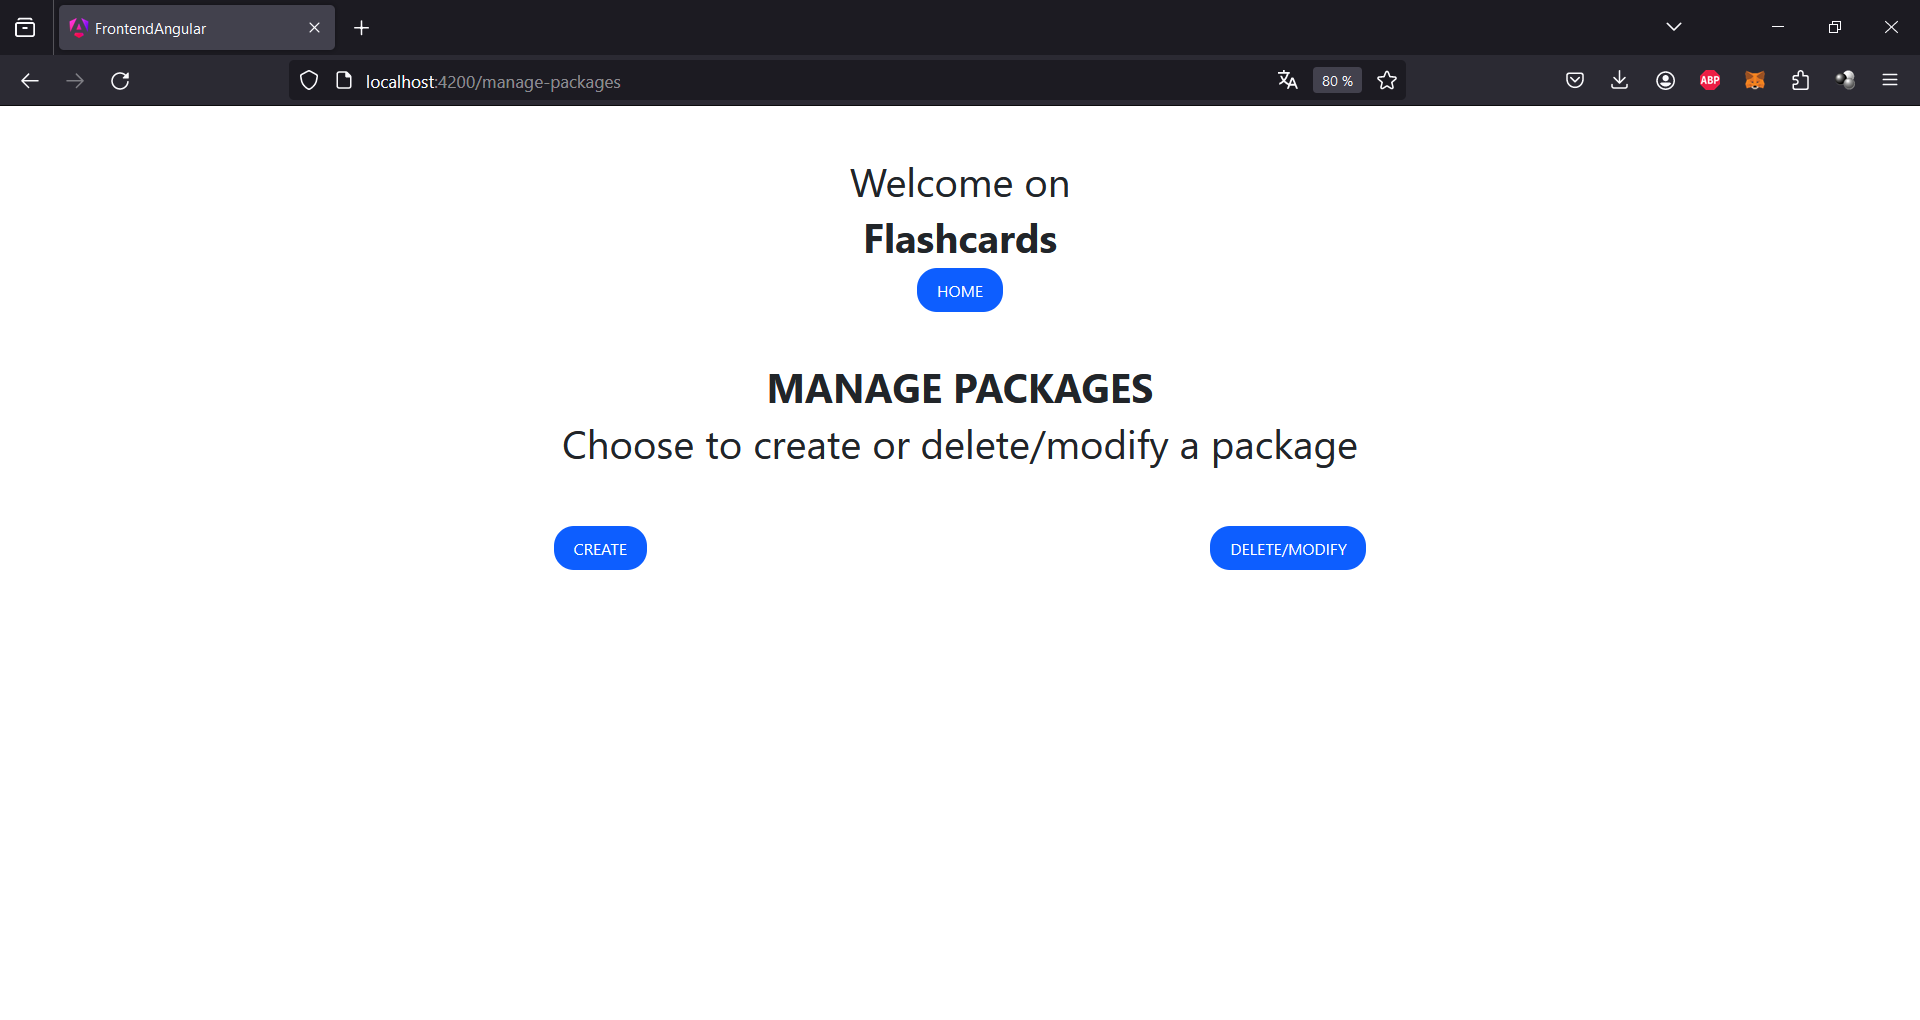 FrontendAngular
localhost:4200/manage-packages
80 %
ABP
Welcome on
Flashcards
HOME
MANAGE PACKAGES
Choose to create or delete/modify a package
CREATE
DELETE/MODIFY